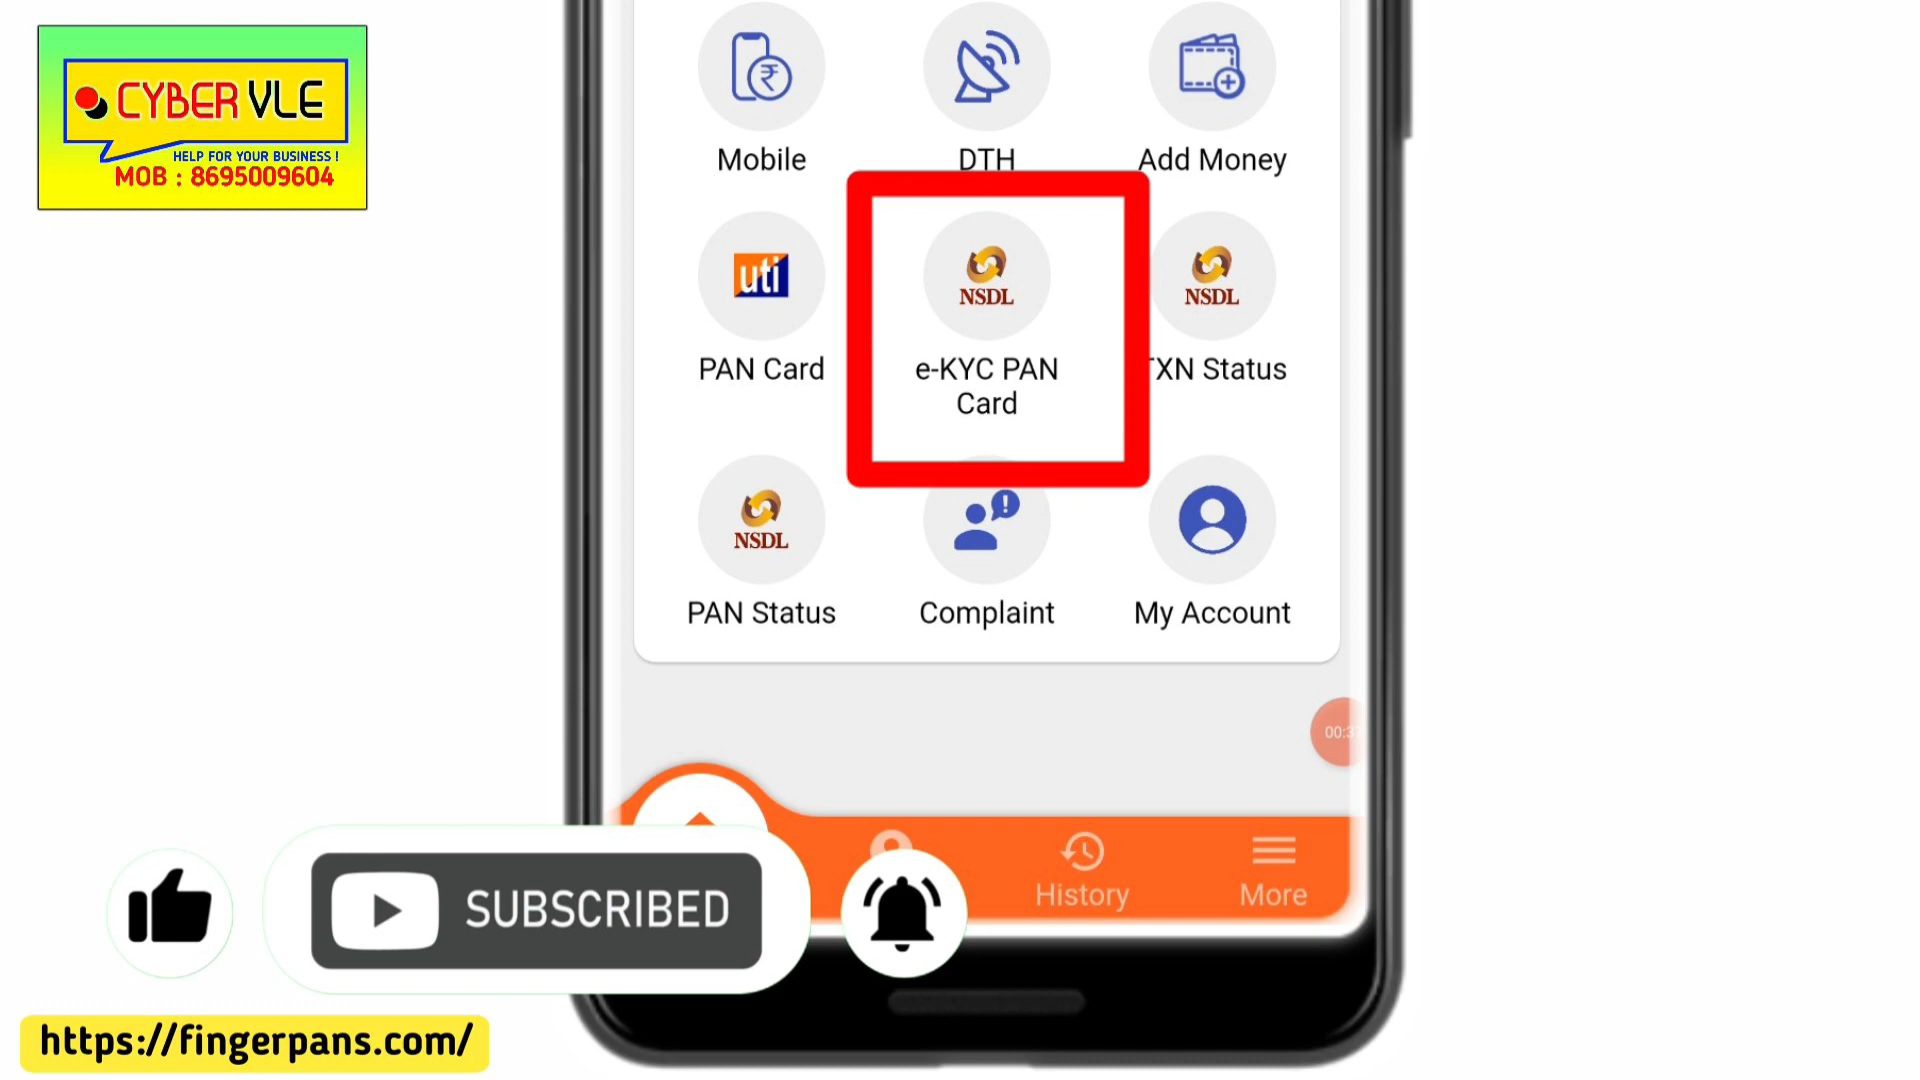 CYBER VLE
HELP FOR YOUR BUSINESS !
MOB : 8695009604
Mobile
DTH
Add Money
uti
NSDL
NSDL
PAN Card
e-KYC PAN
Card
TXN Status
NSDL
PAN Status
Complaint
My Account
History
More
SUBSCRIBED
https://fingerpans.com/